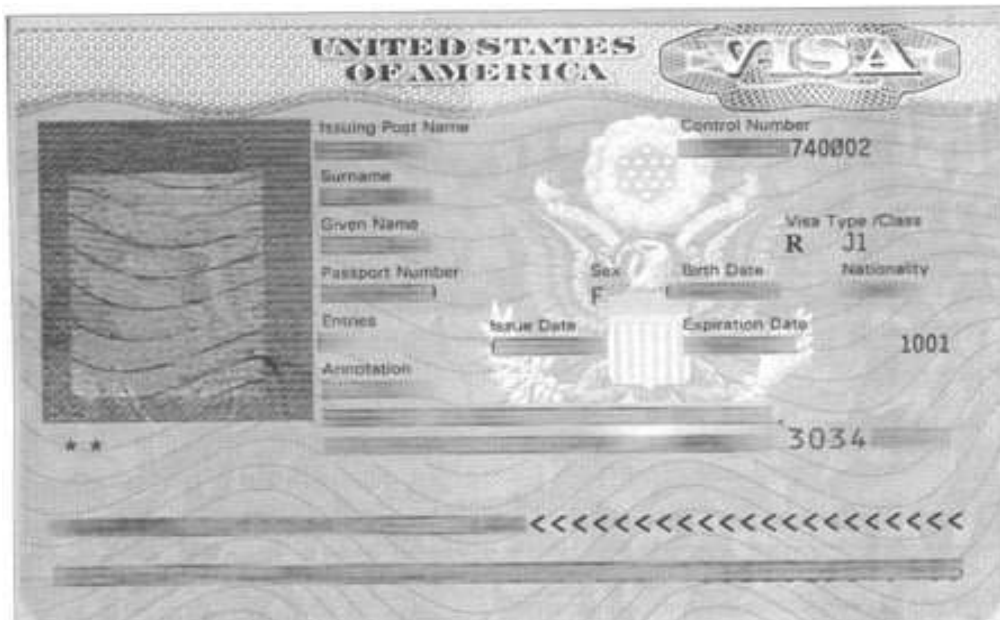 UNITED STATES
OF AMERICA
VISA
Issuing Post Name
Control Number
740002
Surname
Given Name
Visa Type /Class
R J1
Passport Number
Sex
Birth Date
Nationality
F
Entries
Issue Date
Expiration Date
1001
Annotation
**
3034
<<<<<<<<<<<<<<<<<<<<<<